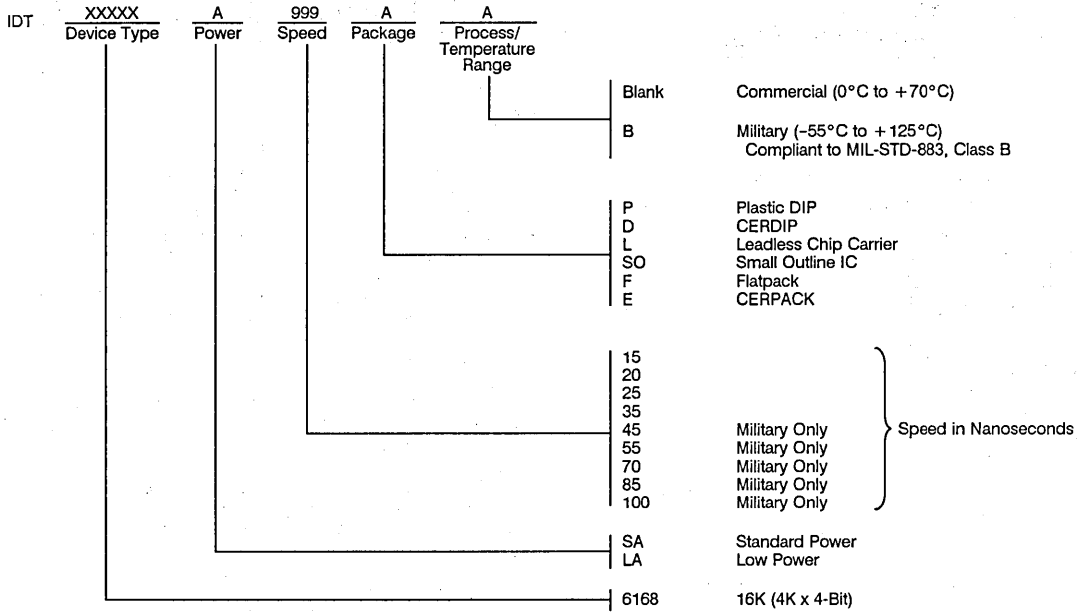 IDT XXXXX A 999 A A
Device Type Power Speed Package Process/
Temperature
Range
Blank Commercial (0°C to +70°C)
B Military (–55°C to +125°C)
Compliant to MIL-STD-883, Class B
P Plastic DIP
D CERDIP
L Leadless Chip Carrier
SO Small Outline IC
F Flatpack
E CERPACK
15
20
25
35
45 Military Only
Speed in Nanoseconds
55 Military Only
70 Military Only
85 Military Only
100 Military Only
SA Standard Power
LA Low Power
6168 16K (4K x 4-Bit)